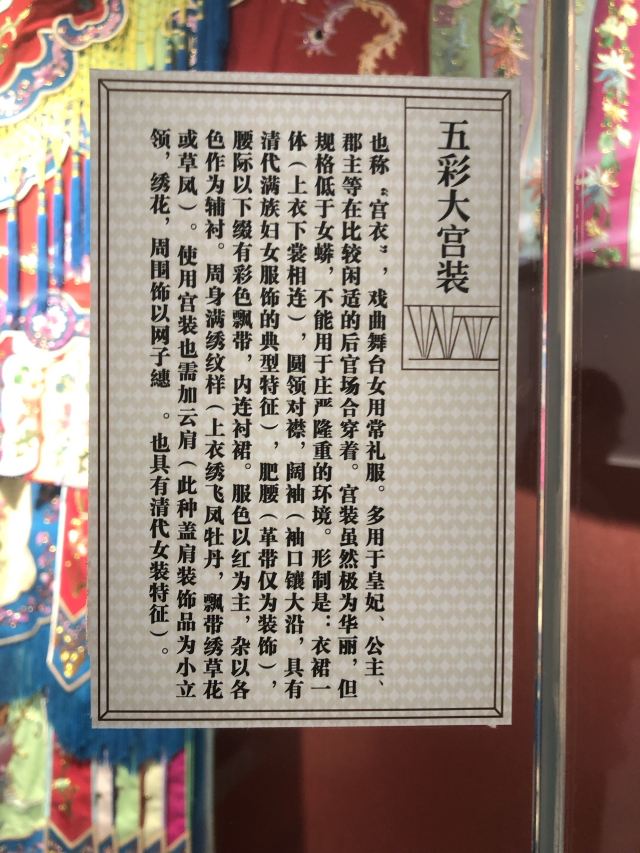 五彩大宫装
也称“宫衣”，戏曲舞台女用常礼服。多用于皇妃、公主、
郡主等在比较闲适的后宫场合穿着。宫装虽然极为华丽，但
规格低于女蟒，不能用于庄严隆重的环境。形制是：衣裙一
体（上衣下裳相连），圆领对襟，阔袖（袖口镶大沿，具有
清代满族妇女服饰的典型特征），肥腰（革带仅为装饰），
腰际以下缀有彩色飘带，内连衬裙。服色以红为主，杂以各
色作为辅衬。周身满绣纹样（上衣绣飞凤牡丹，飘带绣草花
或草凤）。使用宫装也需加云肩（此种盖肩装饰品为小立
领，绣花，周围饰以网子繐 。也具有清代女装特征）。